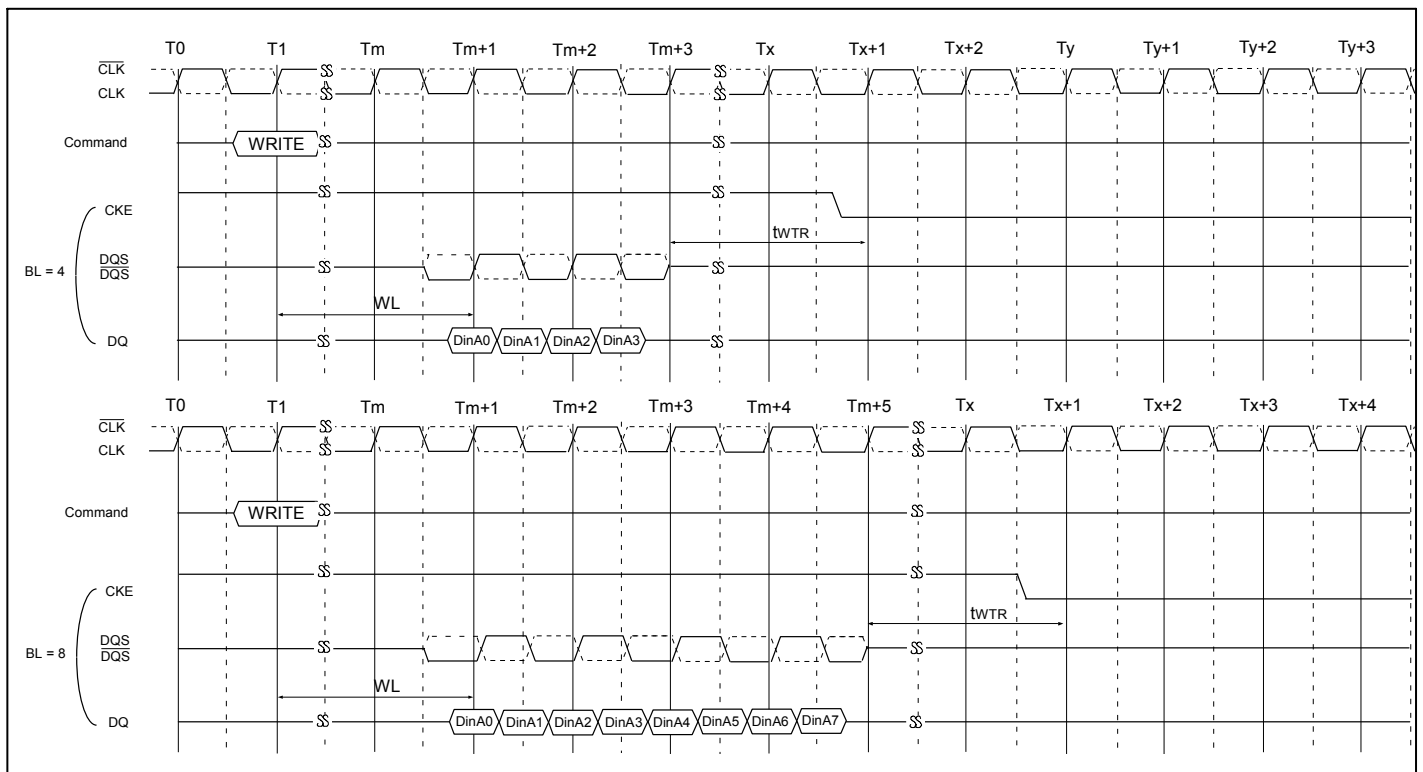 T0 T1 Tm Tm+1 Tm+2 Tm+3 Tx Tx+1 Tx+2 Ty Ty+1 Ty+2 Ty+3
CLK
CLK
Command WRITE
CKE
tWTR
BL = 4
DQS
DQS
WL
DQ DinA0 DinA1 DinA2 DinA3
T0 T1 Tm Tm+1 Tm+2 Tm+3 Tm+4 Tm+5 Tx Tx+1 Tx+2 Tx+3 Tx+4
CLK
CLK
Command WRITE
CKE
tWTR
BL = 8
DQS
DQS
WL
DQ DinA0 DinA1 DinA2 DinA3 DinA4 DinA5 DinA6 DinA7